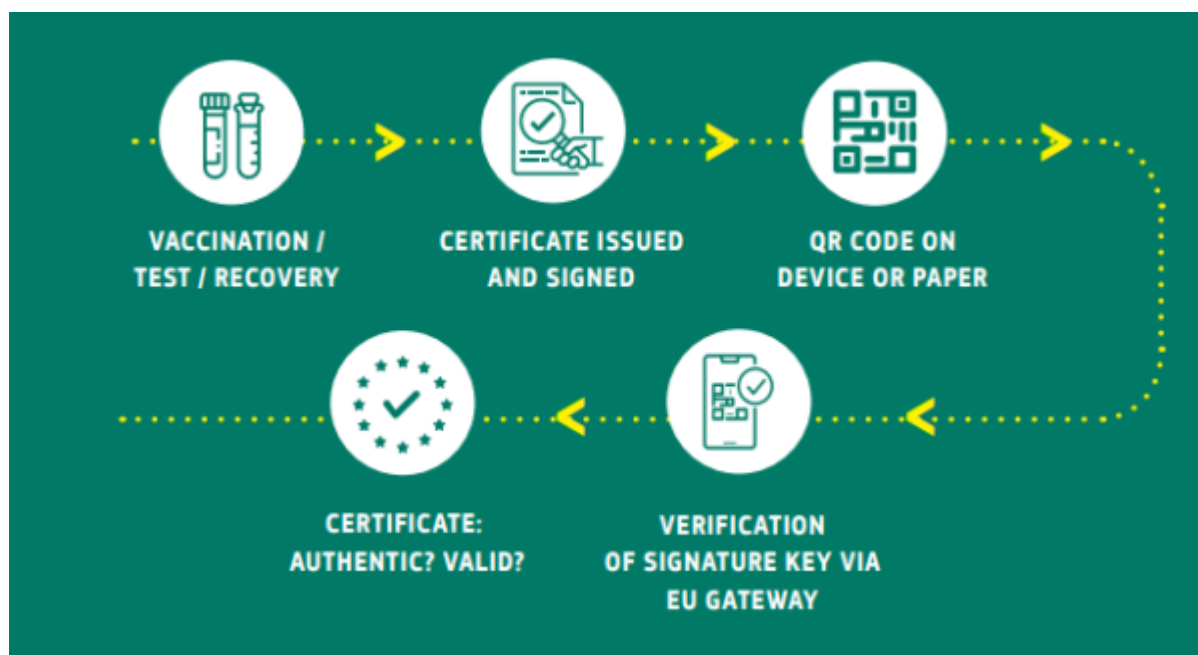 VACCINATION /
TEST / RECOVERY
CERTIFICATE ISSUED
AND SIGNED
QR CODE ON
DEVICE OR PAPER
VERIFICATION
OF SIGNATURE KEY VIA
EU GATEWAY
CERTIFICATE:
AUTHENTIC? VALID?